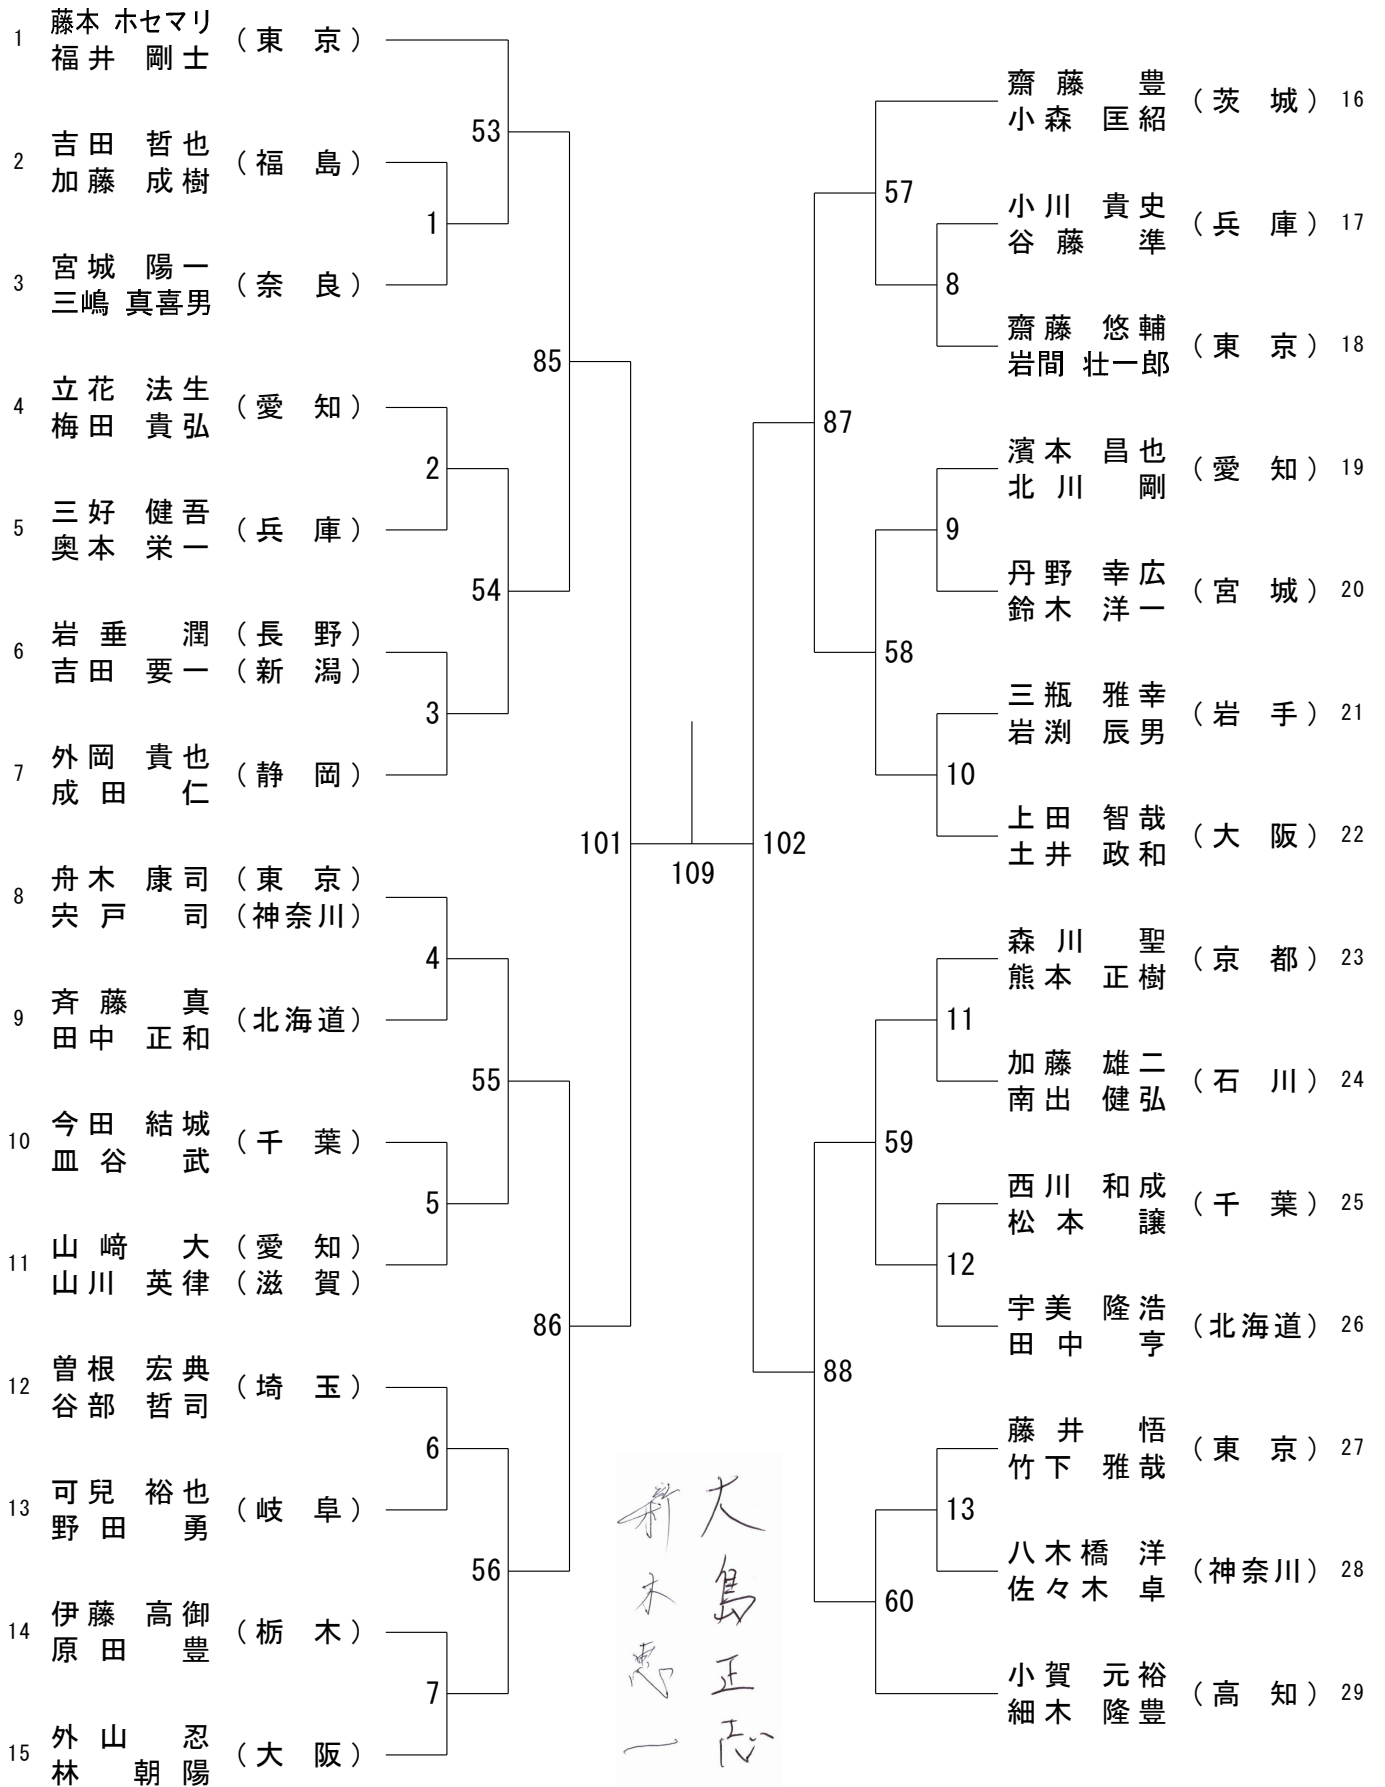 1 藤本 ホセマリ (東 京)
福井 剛士
53
2 吉田 哲也 (福 島)
加藤 成樹
1
3 宮城 陽一 (奈 良)
三嶋 真喜男
85
4 立花 法生 (愛 知)
梅田 貴弘
2
5 三好 健吾 (兵 庫)
奥本 栄一
54
6 岩垂 潤 (長 野)
吉田 要一 (新 潟)
3
7 外岡 貴也 (静 岡)
成田 仁
101
8 舟木 康司 (東 京)
宍戸 司 (神奈川)
4
9 斉藤 真 (北海道)
田中 正和
55
10 今田 結城 (千 葉)
皿谷 武
5
11 山﨑 大 (愛 知)
山川 英律 (滋 賀)
86
12 曽根 宏典 (埼 玉)
谷部 哲司
6
13 可兒 裕也 (岐 阜)
野田 勇
56
14 伊藤 高御 (栃 木)
原田 豊
7
15 外山 忍 (大 阪)
林 朝陽
109
齋藤 豊 (茨 城) 16
小森 匡紹
57
小川 貴史 (兵 庫) 17
谷藤 準
8
齋藤 悠輔 (東 京) 18
岩間 壮一郎
87
濱本 昌也 (愛 知) 19
北川 剛
9
丹野 幸広 (宮 城) 20
鈴木 洋一
58
三瓶 雅幸 (岩 手) 21
岩渕 辰男
10
上田 智哉 (大 阪) 22
土井 政和
102
森川 聖 (京 都) 23
熊本 正樹
11
加藤 雄二 (石 川) 24
南出 健弘
59
西川 和成 (千 葉) 25
松本 譲
12
宇美 隆浩 (北海道) 26
田中 亨
88
藤井 悟 (東 京) 27
竹下 雅哉
13
八木橋 洋 (神奈川) 28
佐々木 卓
60
小賀 元裕 (高 知) 29
細木 隆豊
大島正志
新木恵一